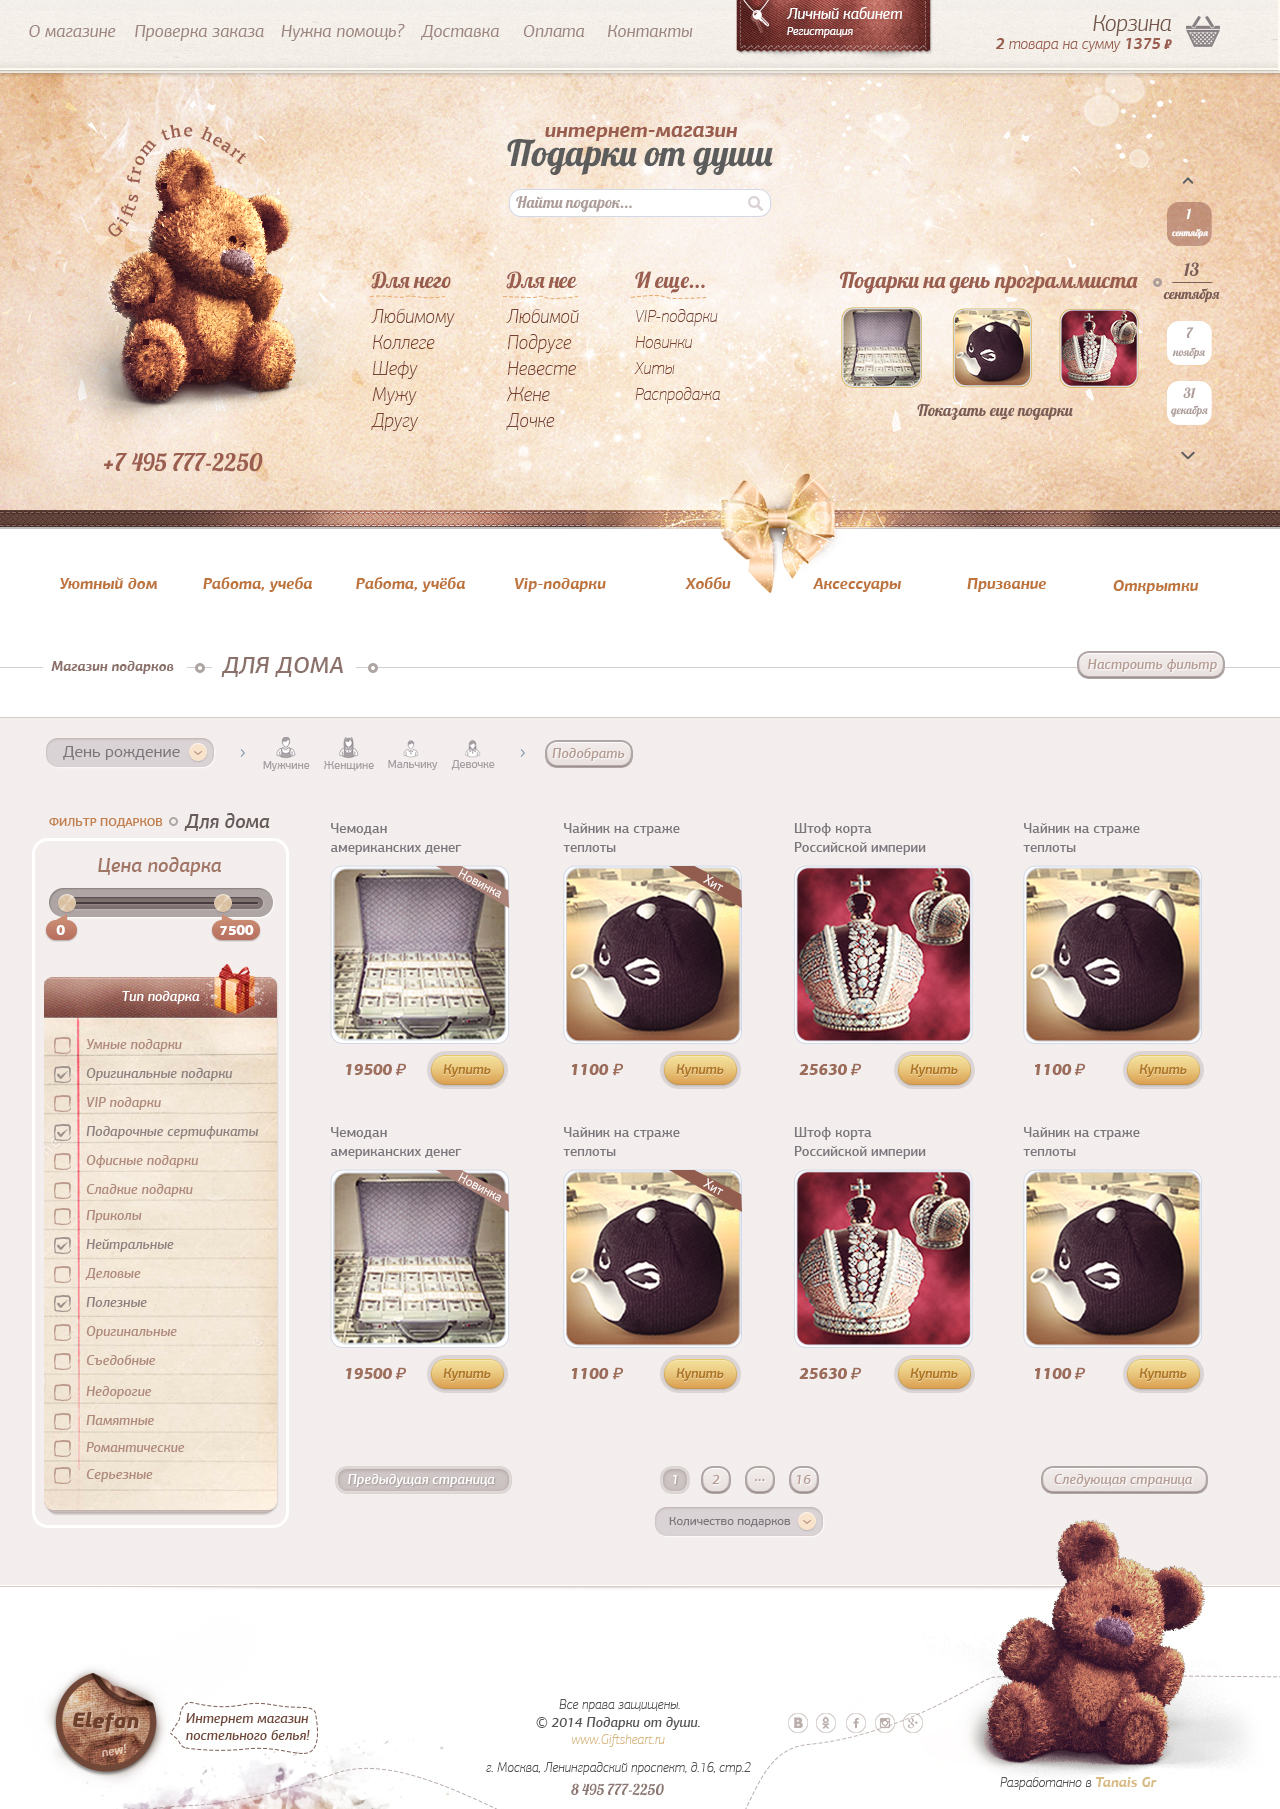 О магазине Проверка заказа Нужна помощь? Доставка Оплата Контакты
Личный кабинет
Регистрация
Корзина
2 товара на сумму 1375 ₽
Gifts from the heart
+7 495 777-2250
интернет-магазин
Подарки от души
Найти подарок...
Для него
Любимому
Коллеге
Шефу
Мужу
Другу
Для нее
Любимой
Подруге
Невесте
Жене
Дочке
И еще...
VIP-подарки
Новинки
Хиты
Распродажа
Подарки на день программиста
Показать еще подарки
1
сентября
13
сентября
7
ноября
31
декабря
Уютный дом Работа, учеба Работа, учёба Vip-подарки Хобби Аксессуары Призвание Открытки
Магазин подарков ДЛЯ ДОМА Настроить фильтр
День рождение Мужчине Женщине Мальчику Девочке Подобрать
ФИЛЬТР ПОДАРКОВ Для дома
Цена подарка
0 7500
Тип подарка
Умные подарки
Оригинальные подарки
VIP подарки
Подарочные сертификаты
Офисные подарки
Сладкие подарки
Приколы
Нейтральные
Деловые
Полезные
Оригинальные
Съедобные
Недорогие
Памятные
Романтические
Серьезные
Чемодан
американских денег
Новинка
19500 ₽ Купить
Чайник на страже
теплоты
Хит
1100 ₽ Купить
Штоф корта
Российской империи
25630 ₽ Купить
Чайник на страже
теплоты
1100 ₽ Купить
Чемодан
американских денег
Новинка
19500 ₽ Купить
Чайник на страже
теплоты
Хит
1100 ₽ Купить
Штоф корта
Российской империи
25630 ₽ Купить
Чайник на страже
теплоты
1100 ₽ Купить
Предыдущая страница 1 2 ... 16 Следующая страница
Количество подарков
Elefan
new!
Интернет магазин
постельного белья!
Все права защищены.
© 2014 Подарки от души.
www.Giftsheart.ru
г. Москва, Ленинградский проспект, д.16, стр.2
8 495 777-2250
Разработанно в Tanais Gr